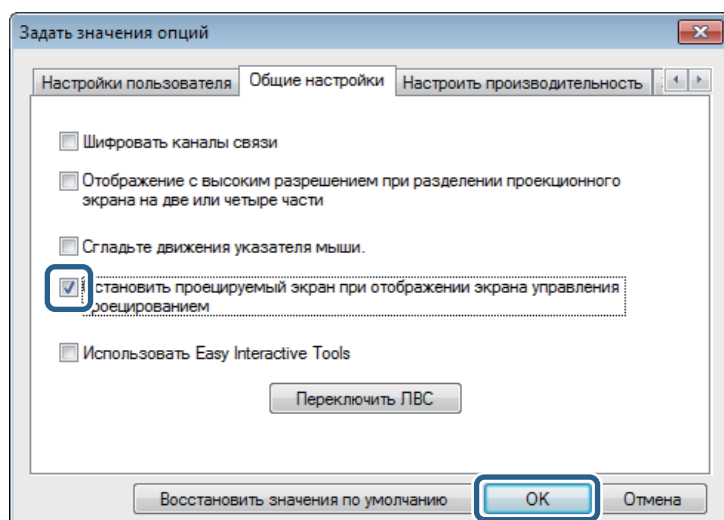 Задать значения опций
Настройки пользователя Общие настройки Настроить производительность
Шифровать каналы связи
Отображение с высоким разрешением при разделении проекционного
экрана на две или четыре части
Сгладьте движения указателя мыши.
становить проецируемый экран при отображении экрана управления
роецированием
Использовать Easy Interactive Tools
Переключить ЛВС
Восстановить значения по умолчанию OK Отмена